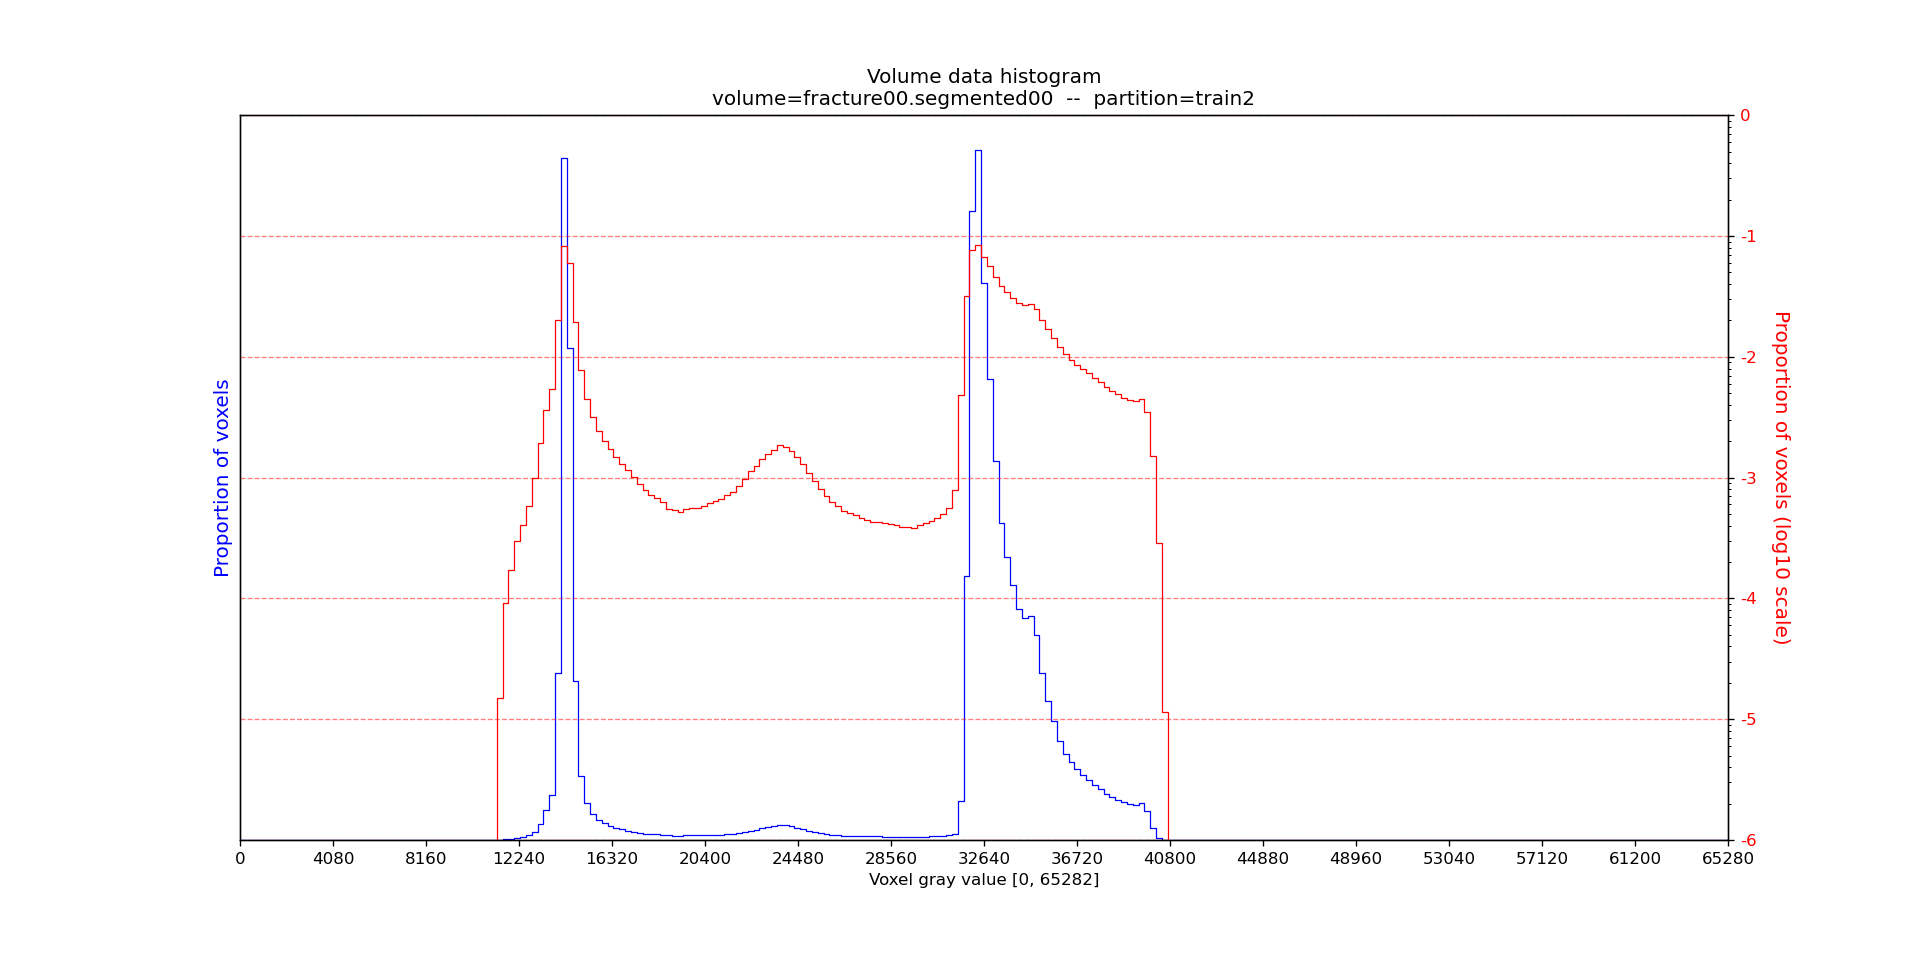 Volume data histogram
volume=fracture00.segmented00  --  partition=train2
Proportion of voxels
0
-1
-2
-3
-4
-5
-6
Proportion of voxels (log10 scale)
0 4080 8160 12240 16320 20400 24480 28560 32640 36720 40800 44880 48960 53040 57120 61200 65280
Voxel gray value [0, 65282]